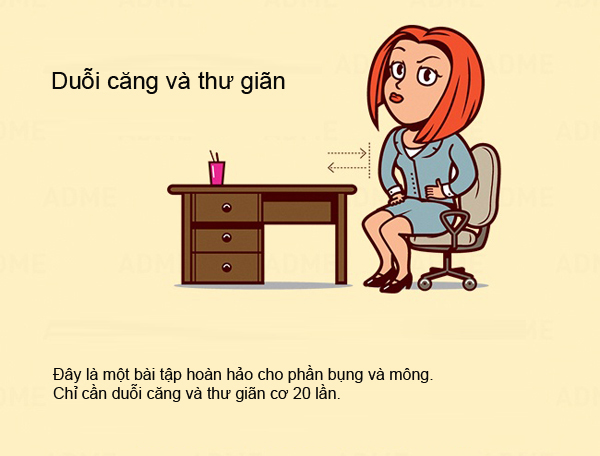 Duỗi căng và thư giãn
Đây là một bài tập hoàn hảo cho phần bụng và mông.
Chỉ cần duỗi căng và thư giãn cơ 20 lần.
ADME